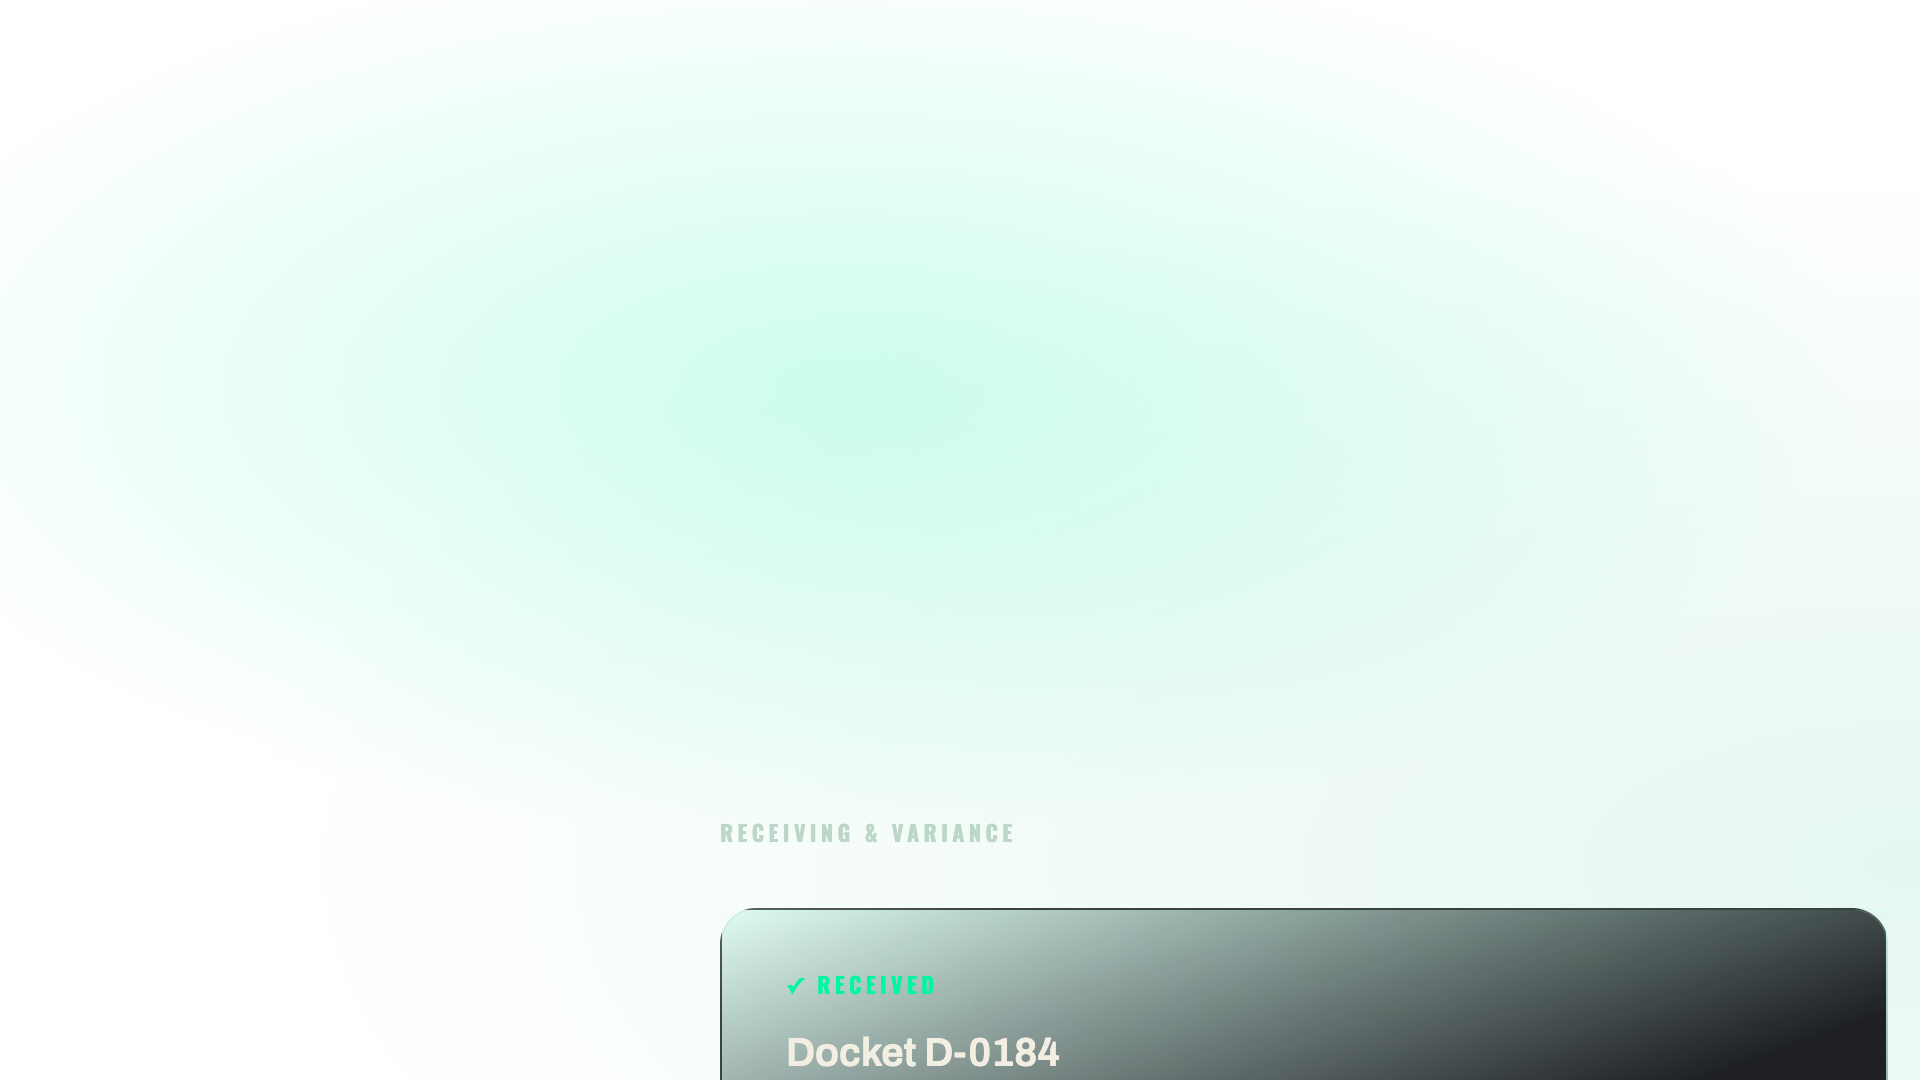 RECEIVING & VARIANCE
✓ RECEIVED
Docket D-0184